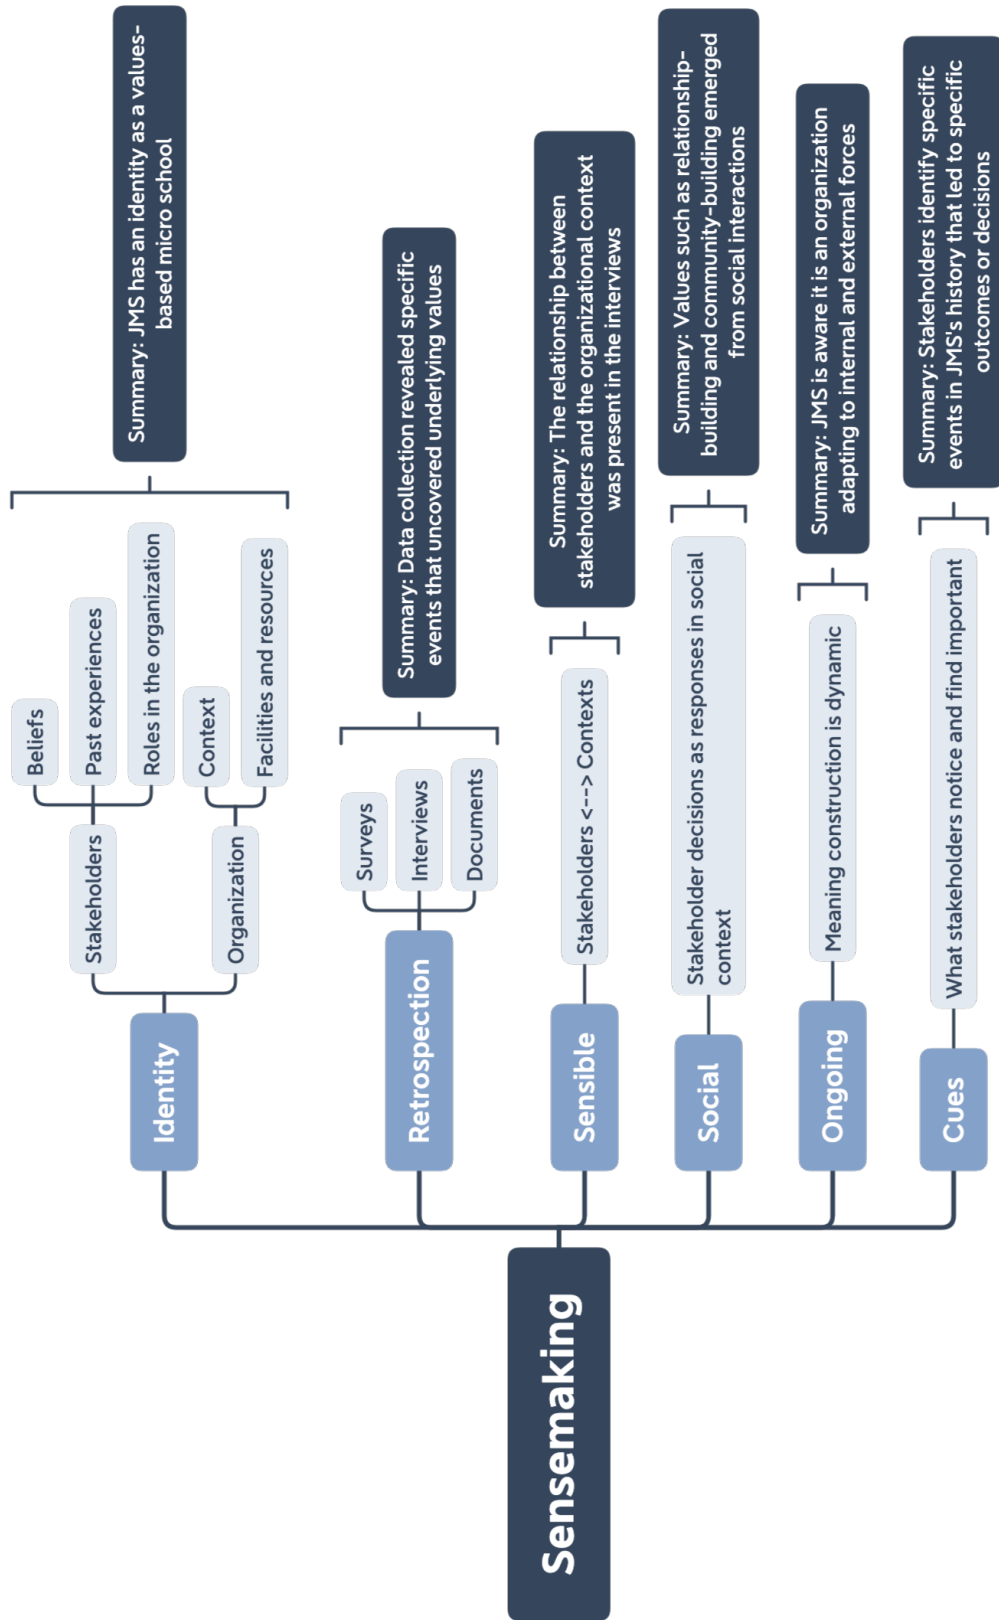 Sensemaking
Identity
Stakeholders
Beliefs
Past experiences
Roles in the organization
Organization
Context
Facilities and resources
Summary: JMS has an identity as a values-
based micro school
Retrospection
Surveys
Interviews
Documents
Summary: Data collection revealed specific
events that uncovered underlying values
Sensible
Stakeholders <--> Contexts
Summary: The relationship between
stakeholders and the organizational context
was present in the interviews
Social
Stakeholder decisions as responses in social
context
Summary: Values such as relationship-
building and community-building emerged
from social interactions
Ongoing
Meaning construction is dynamic
Summary: JMS is aware it is an organization
adapting to internal and external forces
Cues
What stakeholders notice and find important
Summary: Stakeholders identify specific
events in JMS's history that led to specific
outcomes or decisions